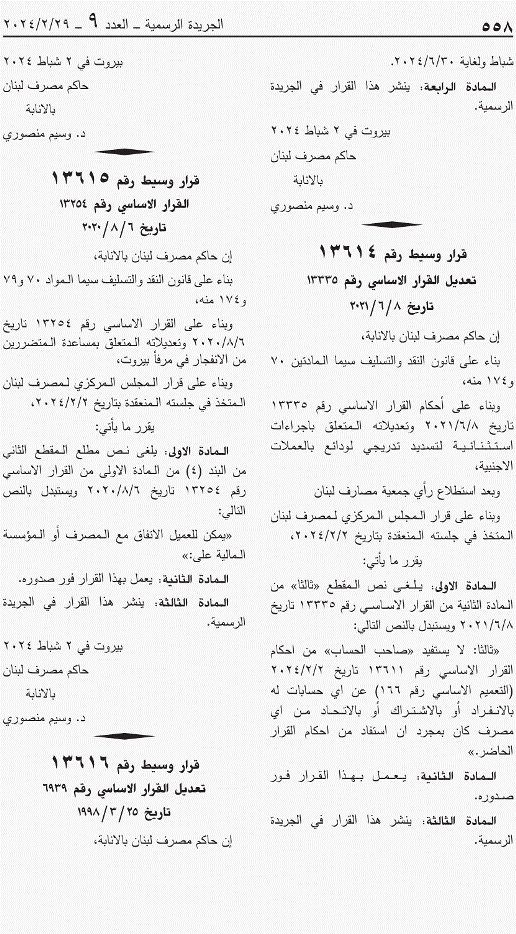 ٥٥٨
الجريدة الرسمية ــ العدد ٩ ــ ٢٠٢٤/٢/٢٩
شباط ولغاية ٢٠٢٤/٦/٣٠.
المادة الرابعة: ينشر هذا القرار في الجريدة
الرسمية.
بيروت في ٢ شباط ٢٠٢٤
حاكم مصرف لبنان
بالانابة
د. وسيم منصوري
قرار وسيط رقم ١٣٦١٤
تعديل القرار الاساسي رقم ١٣٣٣٥
تاريخ ٢٠٢١/٦/٨
إن حاكم مصرف لبنان بالانابة،
بناء على قانون النقد والتسليف سيما المادتين ٧٠
و١٧٤ منه،
وبناء على أحكام القرار الاساسي رقم ١٣٣٣٥
تاريخ ٢٠٢١/٦/٨ وتعديلاته المتعلق باجراءات
استثنائية لتسديد تدريجي لودائع بالعملات
الاجنبية،
وبعد استطلاع رأي جمعية مصارف لبنان
وبناء على قرار المجلس المركزي لمصرف لبنان
المتخذ في جلسته المنعقدة بتاريخ ٢٠٢٤/٢/٢،
يقرر ما يأتي:
المادة الاولى: يلغى نص المقطع «ثالثا» من
المادة الثانية من القرار الاساسي رقم ١٣٣٣٥ تاريخ
٢٠٢١/٦/٨ ويستبدل بالنص التالي:
«ثالثا: لا يستفيد «صاحب الحساب» من احكام
القرار الاساسي رقم ١٣٦١١ تاريخ ٢٠٢٤/٢/٢
(التعميم الاساسي رقم ١٦٦) عن اي حسابات له
بالانفراد أو بالاشتراك أو بالاتحاد من اي
مصرف كان بمجرد ان استفاد من احكام القرار
الحاضر.»
المادة الثانية: يعمل بهذا القرار فور
صدوره.
المادة الثالثة: ينشر هذا القرار في الجريدة
الرسمية.
بيروت في ٢ شباط ٢٠٢٤
حاكم مصرف لبنان
بالانابة
د. وسيم منصوري
قرار وسيط رقم ١٣٦١٥
القرار الاساسي رقم ١٣٢٥٤
تاريخ ٢٠٢٠/٨/٦
إن حاكم مصرف لبنان بالانابة،
بناء على قانون النقد والتسليف سيما المواد ٧٠ و٧٩
و١٧٤ منه،
وبناء على القرار الاساسي رقم ١٣٢٥٤ تاريخ
٢٠٢٠/٨/٦ وتعديلاته المتعلق بمساعدة المتضررين
من الانفجار في مرفأ بيروت،
وبناء على قرار المجلس المركزي لمصرف لبنان
المتخذ في جلسته المنعقدة بتاريخ ٢٠٢٤/٢/٢،
يقرر ما يأتي:
المادة الاولى: يلغى نص مطلع المقطع الثاني
من البند (٤) من المادة الاولى من القرار الاساسي
رقم ١٣٢٥٤ تاريخ ٢٠٢٠/٨/٦ ويستبدل بالنص
التالي:
«يمكن للعميل الاتفاق مع المصرف أو المؤسسة
المالية على:»
المادة الثانية: يعمل بهذا القرار فور صدوره.
المادة الثالثة: ينشر هذا القرار في الجريدة
الرسمية.
بيروت في ٢ شباط ٢٠٢٤
حاكم مصرف لبنان
بالانابة
د. وسيم منصوري
قرار وسيط رقم ١٣٦١٦
تعديل القرار الاساسي رقم ٦٩٣٩
تاريخ ١٩٩٨/٣/٢٥
إن حاكم مصرف لبنان بالانابة،